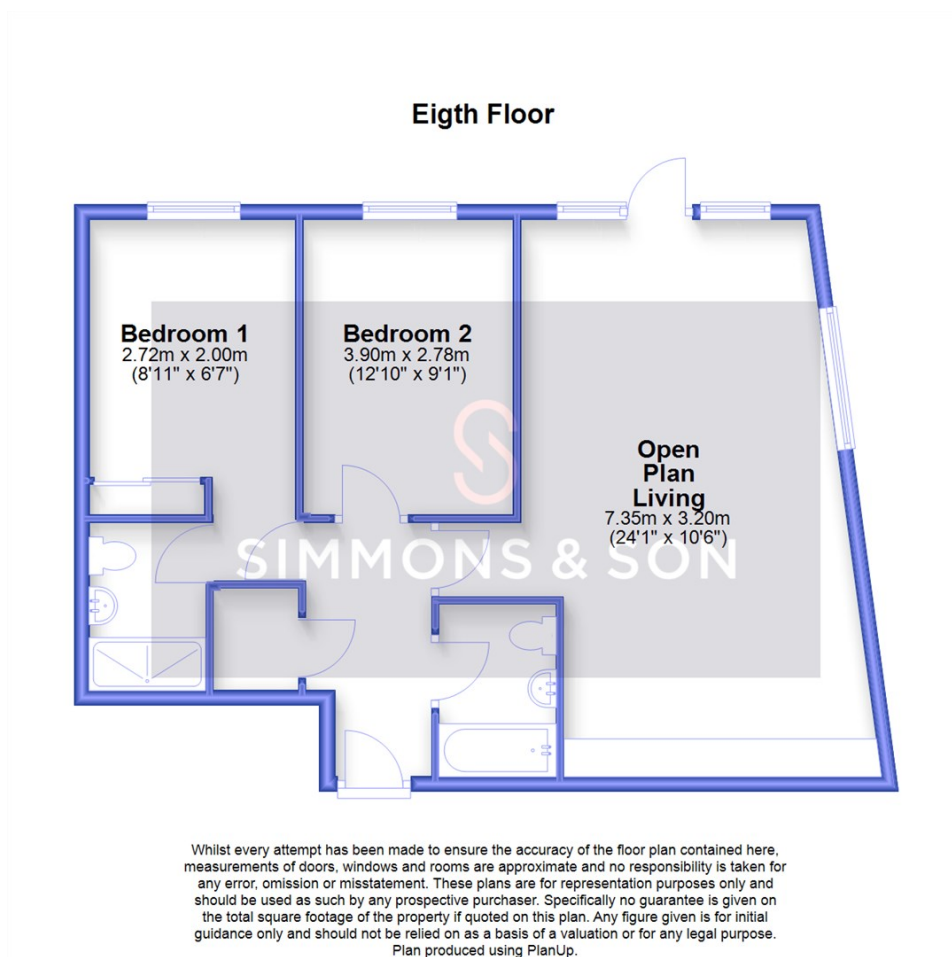 Eigth Floor
Bedroom 1
2.72m x 2.00m
(8'11" x 6'7")
Bedroom 2
3.90m x 2.78m
(12'10" x 9'1")
Open
Plan
Living
7.35m x 3.20m
(24'1" x 10'6")
SIMMONS & SON
Whilst every attempt has been made to ensure the accuracy of the floor plan contained here,
measurements of doors, windows and rooms are approximate and no responsibility is taken for
any error, omission or misstatement. These plans are for representation purposes only and
should be used as such by any prospective purchaser. Specifically no guarantee is given on
the total square footage of the property if quoted on this plan. Any figure given is for initial
guidance only and should not be relied on as a basis of a valuation or for any legal purpose.
Plan produced using PlanUp.